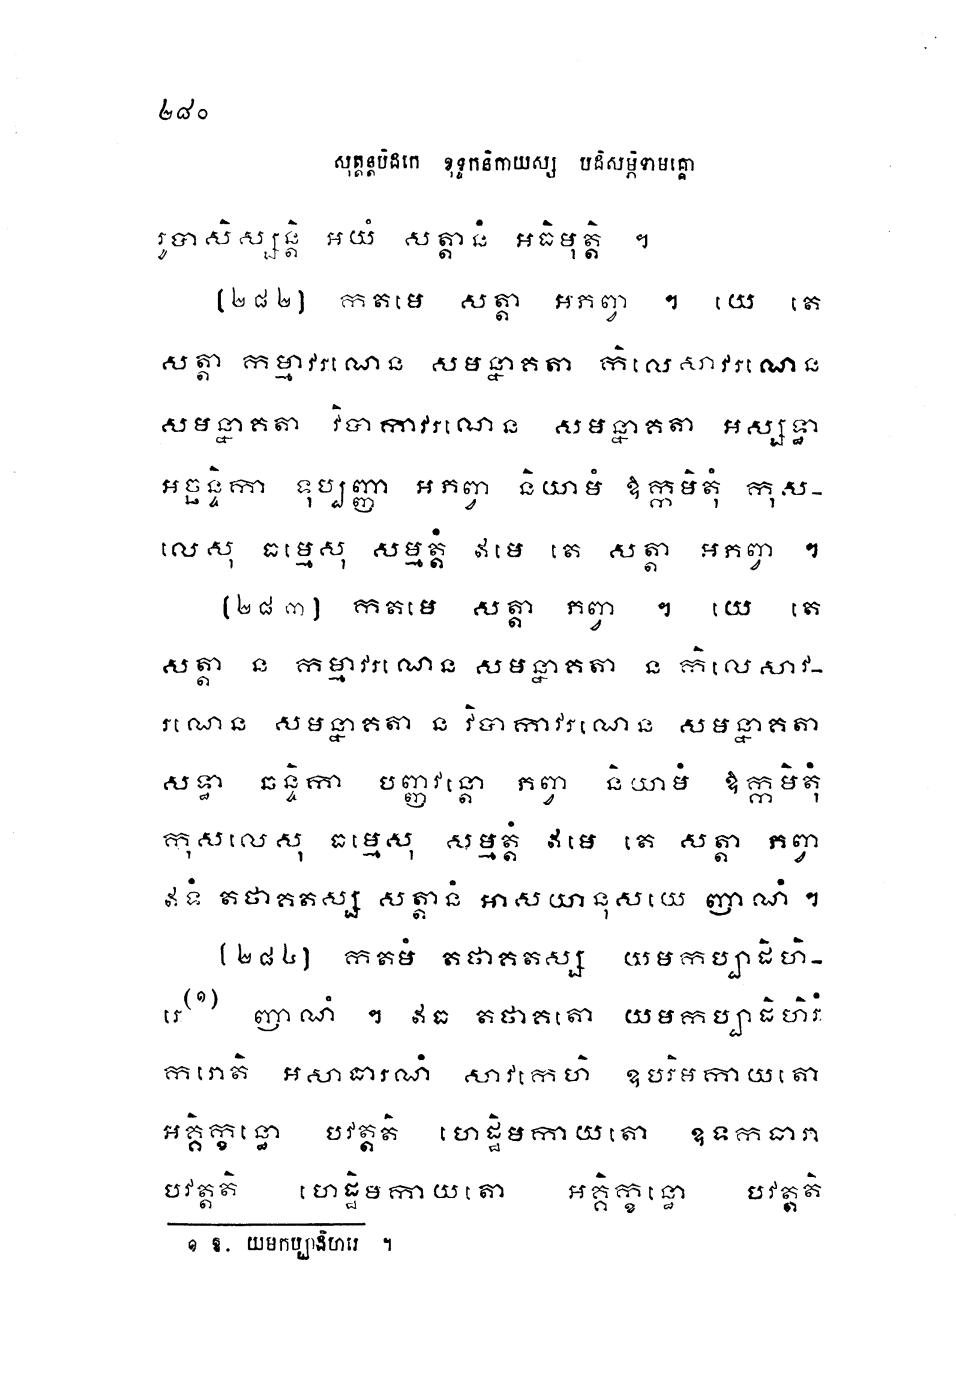 ២៨០
សុត្តន្តបិដកេ ខុទ្ទកនិកាយស្ស បដិសម្ភិទាមគ្គោ
រូបាសិស្សន្តិ អយំ សត្តានំ អធិមុត្តិ ។
(២៨២) កតមេ សត្តា អភព្វា ។ យេ តេ
សត្តា កម្មាវរណេន សមន្នាគតា កិលេសាវរណេន
សមន្នាគតា វិបាកាវរណេន សមន្នាគតា អស្សទ្ធា
អច្ឆន្ទិកា ទុប្បញ្ញា អភព្វា និយាមំ ឱក្កមិតុំ កុស-
លេសុ ធម្មេសុ សម្មត្តំ ឥមេ តេ សត្តា អភព្វា ។
(២៨៣) កតមេ សត្តា ភព្វា ។ យេ តេ
សត្តា ន កម្មាវរណេន សមន្នាគតា ន កិលេសាវ-
រណេន សមន្នាគតា ន វិបាកាវរណេន សមន្នាគតា
សទ្ធា ឆន្ទិកា បញ្ញវន្តោ ភព្វា និយាមំ ឱក្កមិតុំ
កុសលេសុ ធម្មេសុ សម្មត្តំ ឥមេ តេ សត្តា ភព្វា
ឥទំ តថាគតស្ស សត្តានំ អាសយានុសយេ ញាណំ ។
(២៨៤) កតមំ តថាគតស្ស យមកប្បាដិហិ-
រេ(១) ញាណំ ។ ឥធ តថាគតោ យមកប្បាដិហិរំ
ករោតិ អសាធារណំ សាវកេហិ ឧបរិមកាយតោ
អគ្គិក្ខន្ធោ បវត្តតិ ហេដ្ឋិមកាយតោ ឧទកធារា
បវត្តតិ ហេដ្ឋិមកាយតោ អគ្គិក្ខន្ធោ បវត្តតិ
១ ឱ. យមកប្បាដិហារេ ។